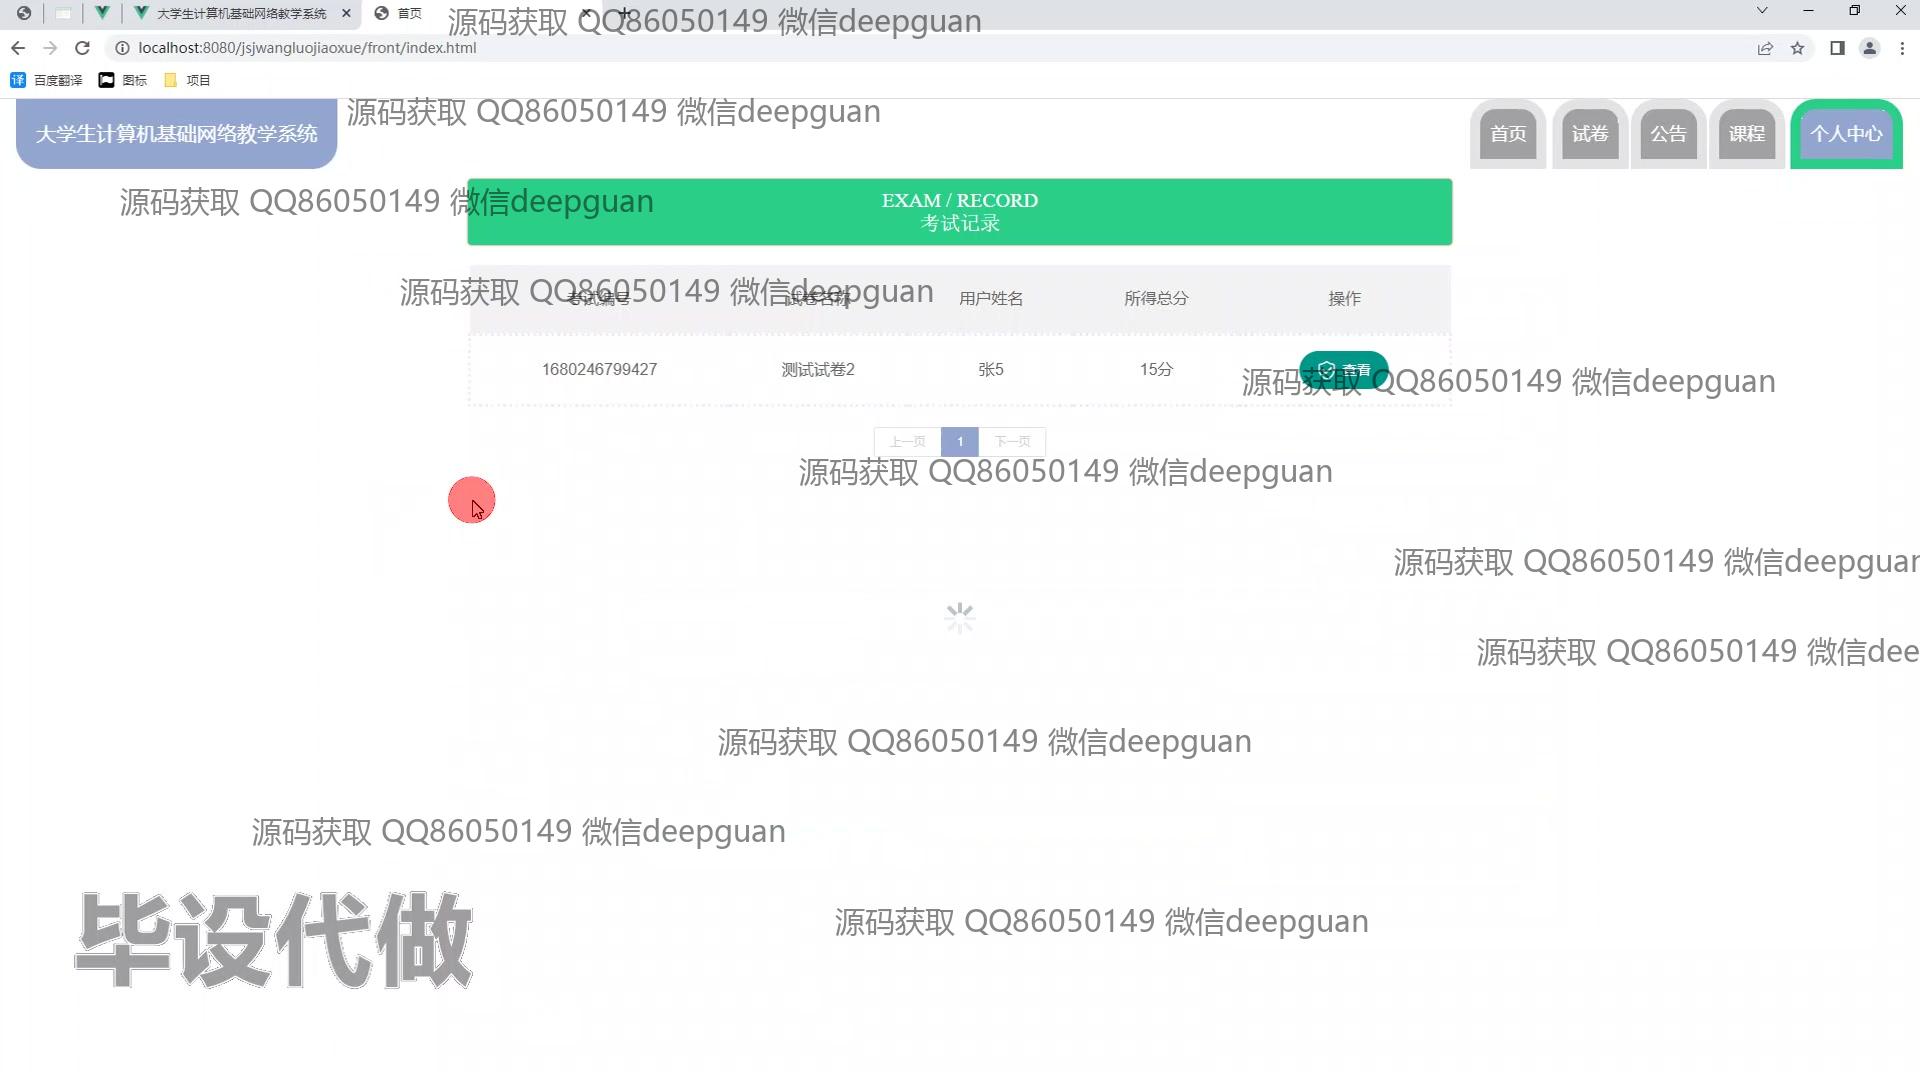 大学生计算机基础网络教学系统
首页
源码获取 QQ86050149 微信deepguan
localhost:8080/jsjwangluojiaoxue/front/index.html
百度翻译
图标
项目
大学生计算机基础网络教学系统
源码获取 QQ86050149 微信deepguan
首页
试卷
公告
课程
个人中心
源码获取 QQ86050149 微信deepguan
EXAM / RECORD
考试记录
源码获取 QQ86050149 微信deepguan
考试编号
试卷名称
用户姓名
所得总分
操作
1680246799427
测试试卷2
张5
15分
查看
源码获取 QQ86050149 微信deepguan
上一页
1
下一页
源码获取 QQ86050149 微信deepguan
源码获取 QQ86050149 微信deepguan
源码获取 QQ86050149 微信dee
源码获取 QQ86050149 微信deepguan
源码获取 QQ86050149 微信deepguan
源码获取 QQ86050149 微信deepguan
毕设代做